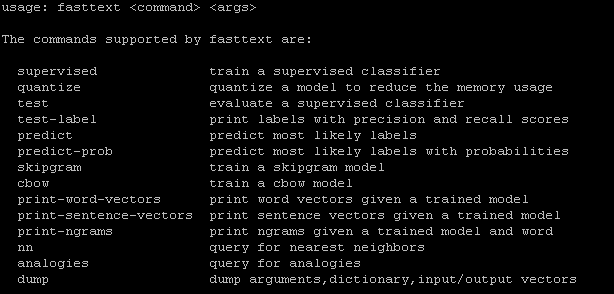 usage: fasttext <command> <args>
The commands supported by fasttext are:
supervised train a supervised classifier
quantize quantize a model to reduce the memory usage
test evaluate a supervised classifier
test-label print labels with precision and recall scores
predict predict most likely labels
predict-prob predict most likely labels with probabilities
skipgram train a skipgram model
cbow train a cbow model
print-word-vectors print word vectors given a trained model
print-sentence-vectors print sentence vectors given a trained model
print-ngrams print ngrams given a trained model and word
nn query for nearest neighbors
analogies query for analogies
dump dump arguments,dictionary,input/output vectors